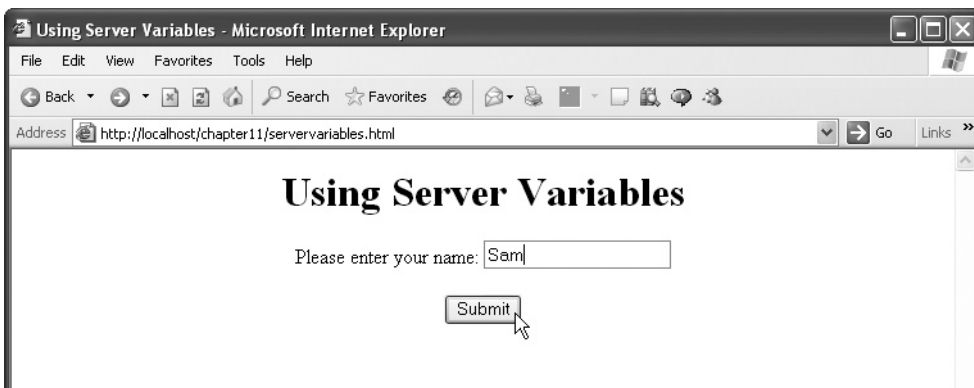 Using Server Variables - Microsoft Internet Explorer
File Edit View Favorites Tools Help
Back Search Favorites
Address http://localhost/chapter11/servervariables.html Go Links »
Using Server Variables
Please enter your name: Sam
Submit